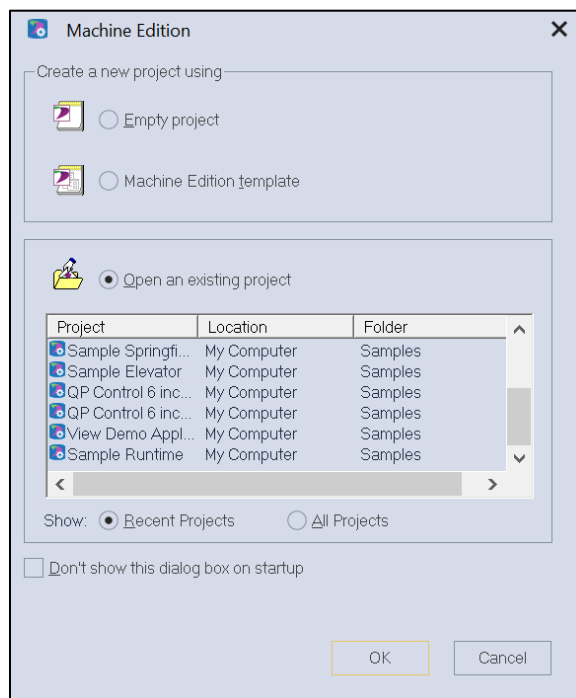 Machine Edition
Create a new project using
Empty project
Machine Edition template
Open an existing project
Project Location Folder
Sample Springfi... My Computer Samples
Sample Elevator My Computer Samples
QP Control 6 inc... My Computer Samples
QP Control 6 inc... My Computer Samples
View Demo Appl... My Computer Samples
Sample Runtime My Computer Samples
Show: Recent Projects All Projects
Don't show this dialog box on startup
OK Cancel